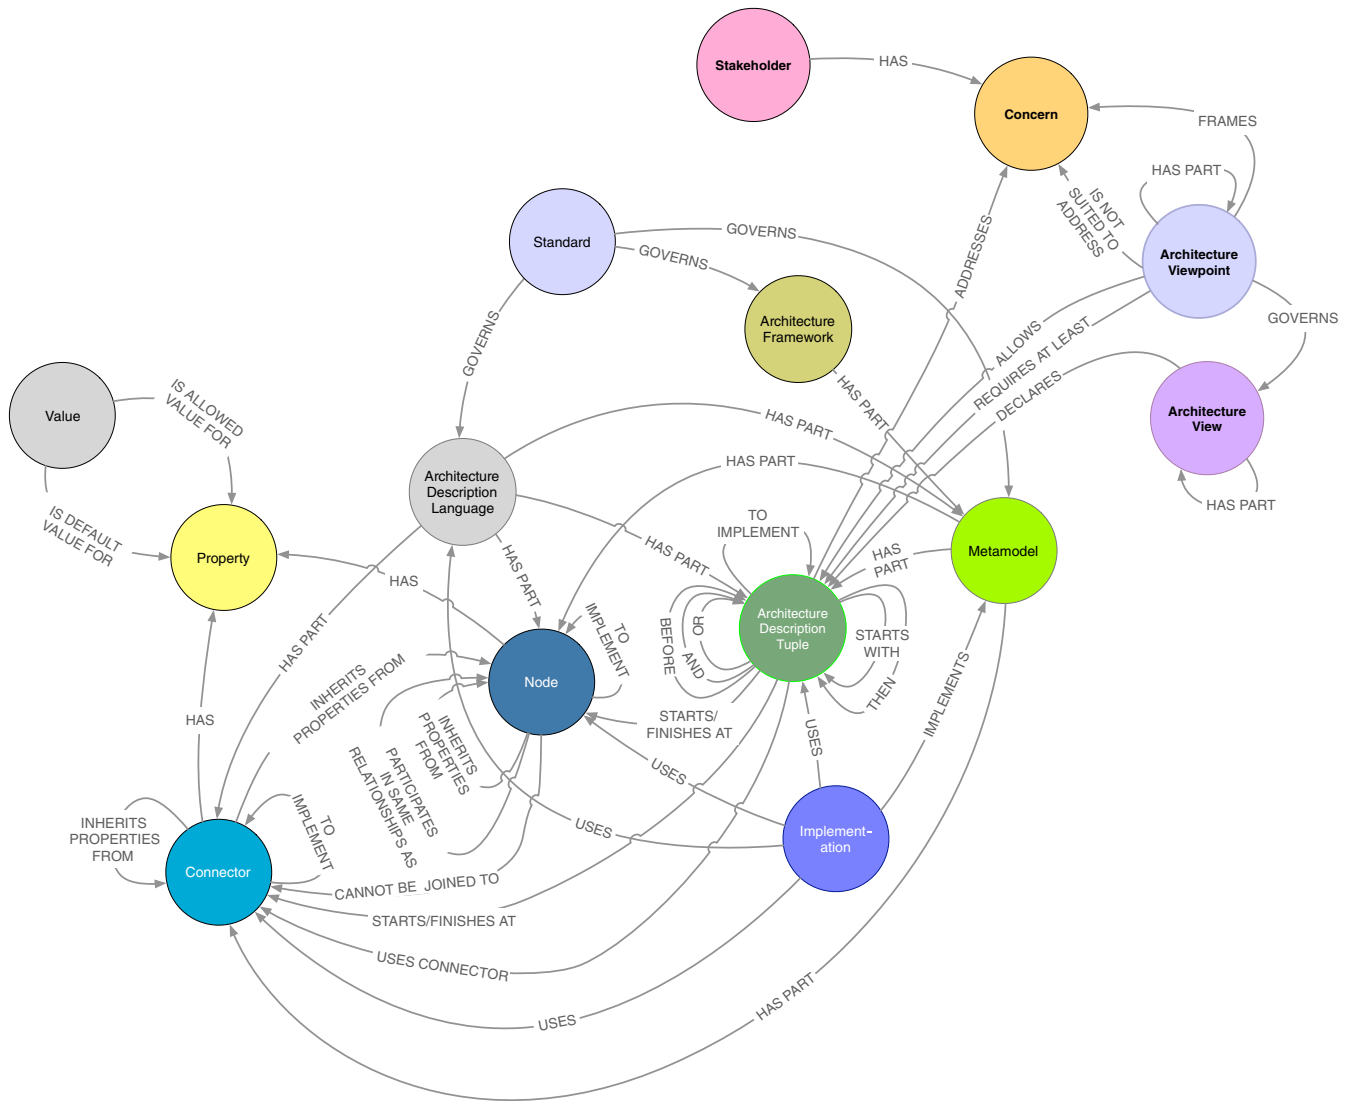 Stakeholder
HAS
Concern
FRAMES
HAS PART
IS NOT
SUITED TO
ADDRESS
Architecture
Viewpoint
Standard
GOVERNS
GOVERNS
GOVERNS
ADDRESSES
Architecture
Framework
GOVERNS
ALLOWS
REQUIRES AT LEAST
DECLARES
Architecture
View
HAS PART
Value
IS ALLOWED
VALUE FOR
IS DEFAULT
VALUE FOR
Property
HAS PART
HAS PART
HAS PART
Architecture
Description
Language
HAS PART
HAS PART
TO
IMPLEMENT
HAS
PART
Metamodel
HAS
Architecture
Description
Tuple
OR
AND
BEFORE
STARTS
WITH
THEN
TO
IMPLEMENT
Node
HAS PART
INHERITS
PROPERTIES FROM
STARTS/
FINISHES AT
IMPLEMENTS
USES
USES
HAS
INHERITS
PROPERTIES
FROM
PARTICIPATES
IN SAME
RELATIONSHIPS AS
INHERITS
PROPERTIES
FROM
TO
IMPLEMENT
USES
Implement-
ation
Connector
CANNOT BE JOINED TO
STARTS/FINISHES AT
USES CONNECTOR
USES
HAS PART